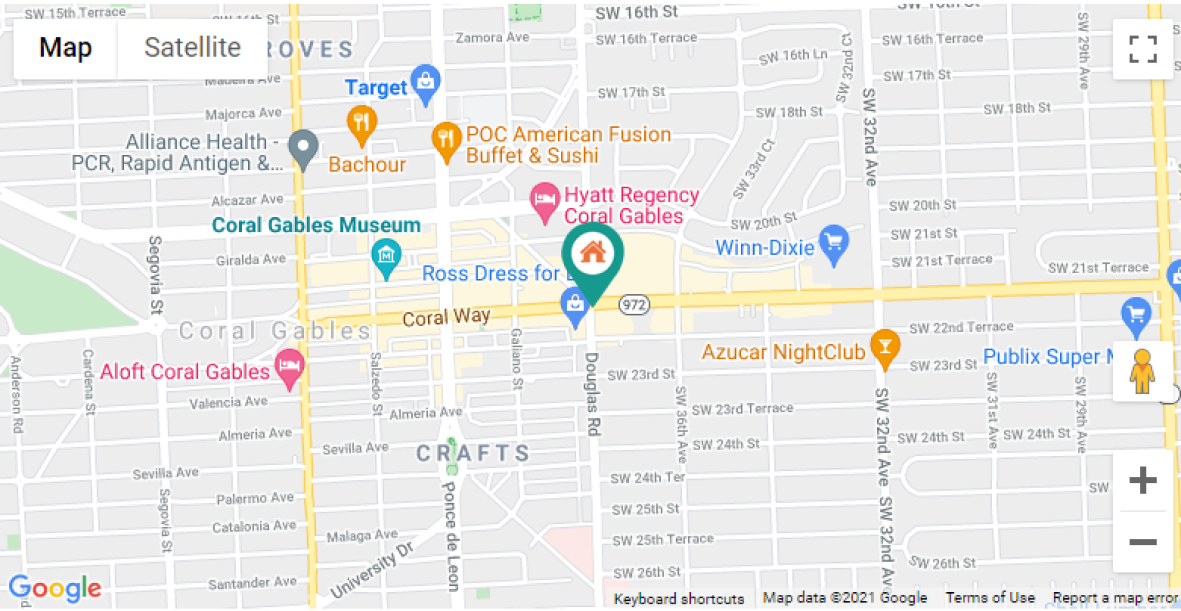 SW 15th Terrace
SW 16th St
SW 16th St
Map
Satellite
ROVES
Zamora Ave
SW 16th Terrace
SW 16th Ln
SW 32nd Ct
SW 16th Terrace
SW 29th Ave
Madeira Ave
Target
SW 17th St
SW 17th St
Majorca Ave
SW 18th St
SW 18th St
Alliance Health -
PCR, Rapid Antigen &...
Bachour
POC American Fusion
Buffet & Sushi
SW 33rd Ct
SW 32nd Ave
Alcazar Ave
Hyatt Regency
Coral Gables
SW 20th St
SW 20th St
Coral Gables Museum
Segovia St
Giralda Ave
Winn-Dixie
SW 21st St
SW 21st Terrace
SW 21st Terrace
Ross Dress for
972
Coral Way
Coral Gables
Galiano St
SW 22nd Terrace
Azucar NightClub
Publix Super M
Anderson Rd
Cardena St
Aloft Coral Gables
Salzedo St
Douglas Rd
SW 23rd St
SW 23rd St
Valencia Ave
Almeria Ave
SW 36th Ave
SW 23rd Terrace
SW 32nd Ave
SW 31st Ave
SW 29th Ave
Almeria Ave
Sevilla Ave
CRAFTS
SW 24th St
SW 24th St
SW 24th St
Sevilla Ave
SW 24th Ter
SW
Segovia St
Palermo Ave
Ponce de Leon
SW 25th St
SW 32nd Ave
Catalonia Ave
Malaga Ave
SW 25th Terrace
University Dr
SW 26th St
SW 26th St
Santander Ave
Google
Keyboard shortcuts
Map data ©2021 Google
Terms of Use
Report a map error